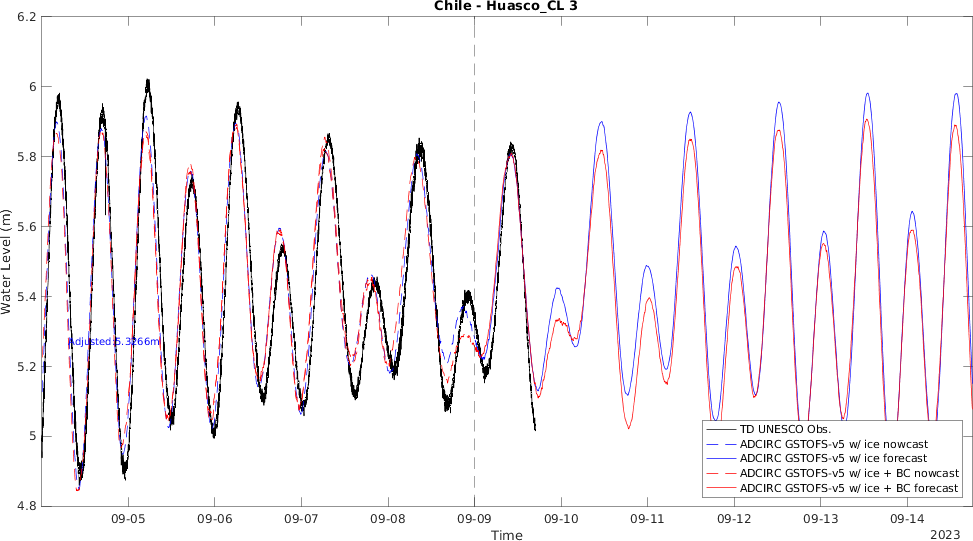 Chile - Huasco_CL 3
6.2
6
5.8
5.6
5.4
5.2
5
4.8
Water Level (m)
Adjusted:5.3266m
TD UNESCO Obs.
ADCIRC GSTOFS-v5 w/ ice nowcast
ADCIRC GSTOFS-v5 w/ ice forecast
ADCIRC GSTOFS-v5 w/ ice + BC nowcast
ADCIRC GSTOFS-v5 w/ ice + BC forecast
09-05 09-06 09-07 09-08 09-09 09-10 09-11 09-12 09-13 09-14
Time
2023